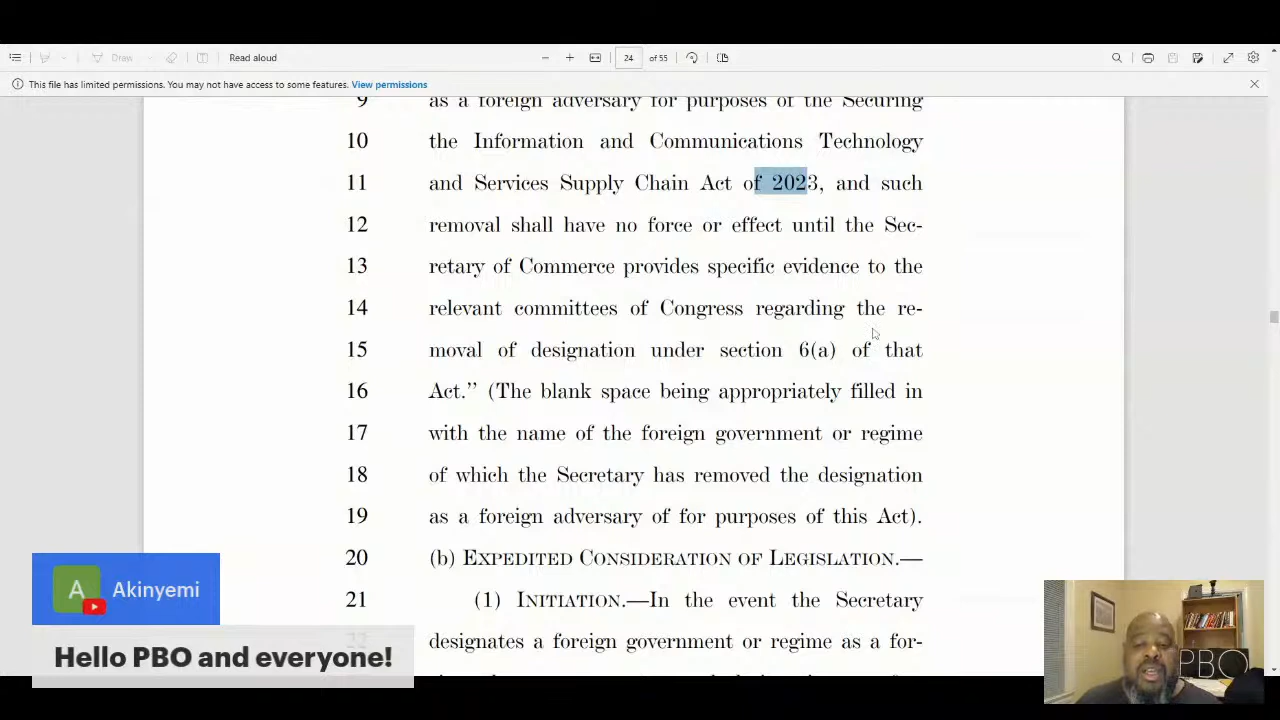 Draw
Read aloud
24
of 55
This file has limited permissions. You may not have access to some features. View permissions
9 as a foreign adversary for purposes of the Securing
10 the Information and Communications Technology
11 and Services Supply Chain Act of 2023, and such
12 removal shall have no force or effect until the Sec-
13 retary of Commerce provides specific evidence to the
14 relevant committees of Congress regarding the re-
15 moval of designation under section 6(a) of that
16 Act.” (The blank space being appropriately filled in
17 with the name of the foreign government or regime
18 of which the Secretary has removed the designation
19 as a foreign adversary of for purposes of this Act).
20 (b) EXPEDITED CONSIDERATION OF LEGISLATION.—
21 (1) INITIATION.—In the event the Secretary
designates a foreign government or regime as a for-
A Akinyemi
Hello PBO and everyone!
PBO